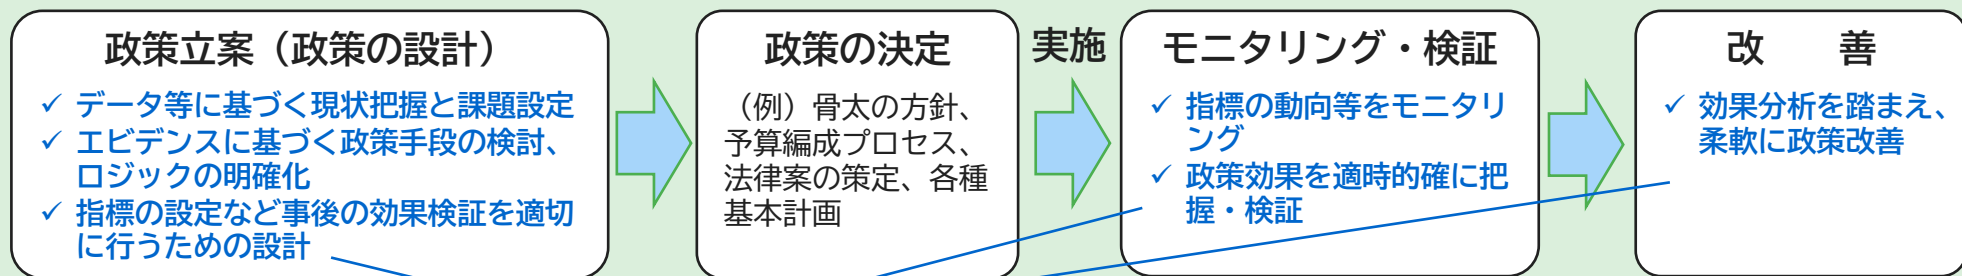 政策立案（政策の設計）
✓ データ等に基づく現状把握と課題設定
✓ エビデンスに基づく政策手段の検討、
ロジックの明確化
✓ 指標の設定など事後の効果検証を適切
に行うための設計
政策の決定
（例）骨太の方針、
予算編成プロセス、
法律案の策定、各種
基本計画
実施
モニタリング・検証
✓ 指標の動向等をモニタリ
ング
✓ 政策効果を適時的確に把
握・検証
改　　善
✓ 効果分析を踏まえ、
柔軟に政策改善